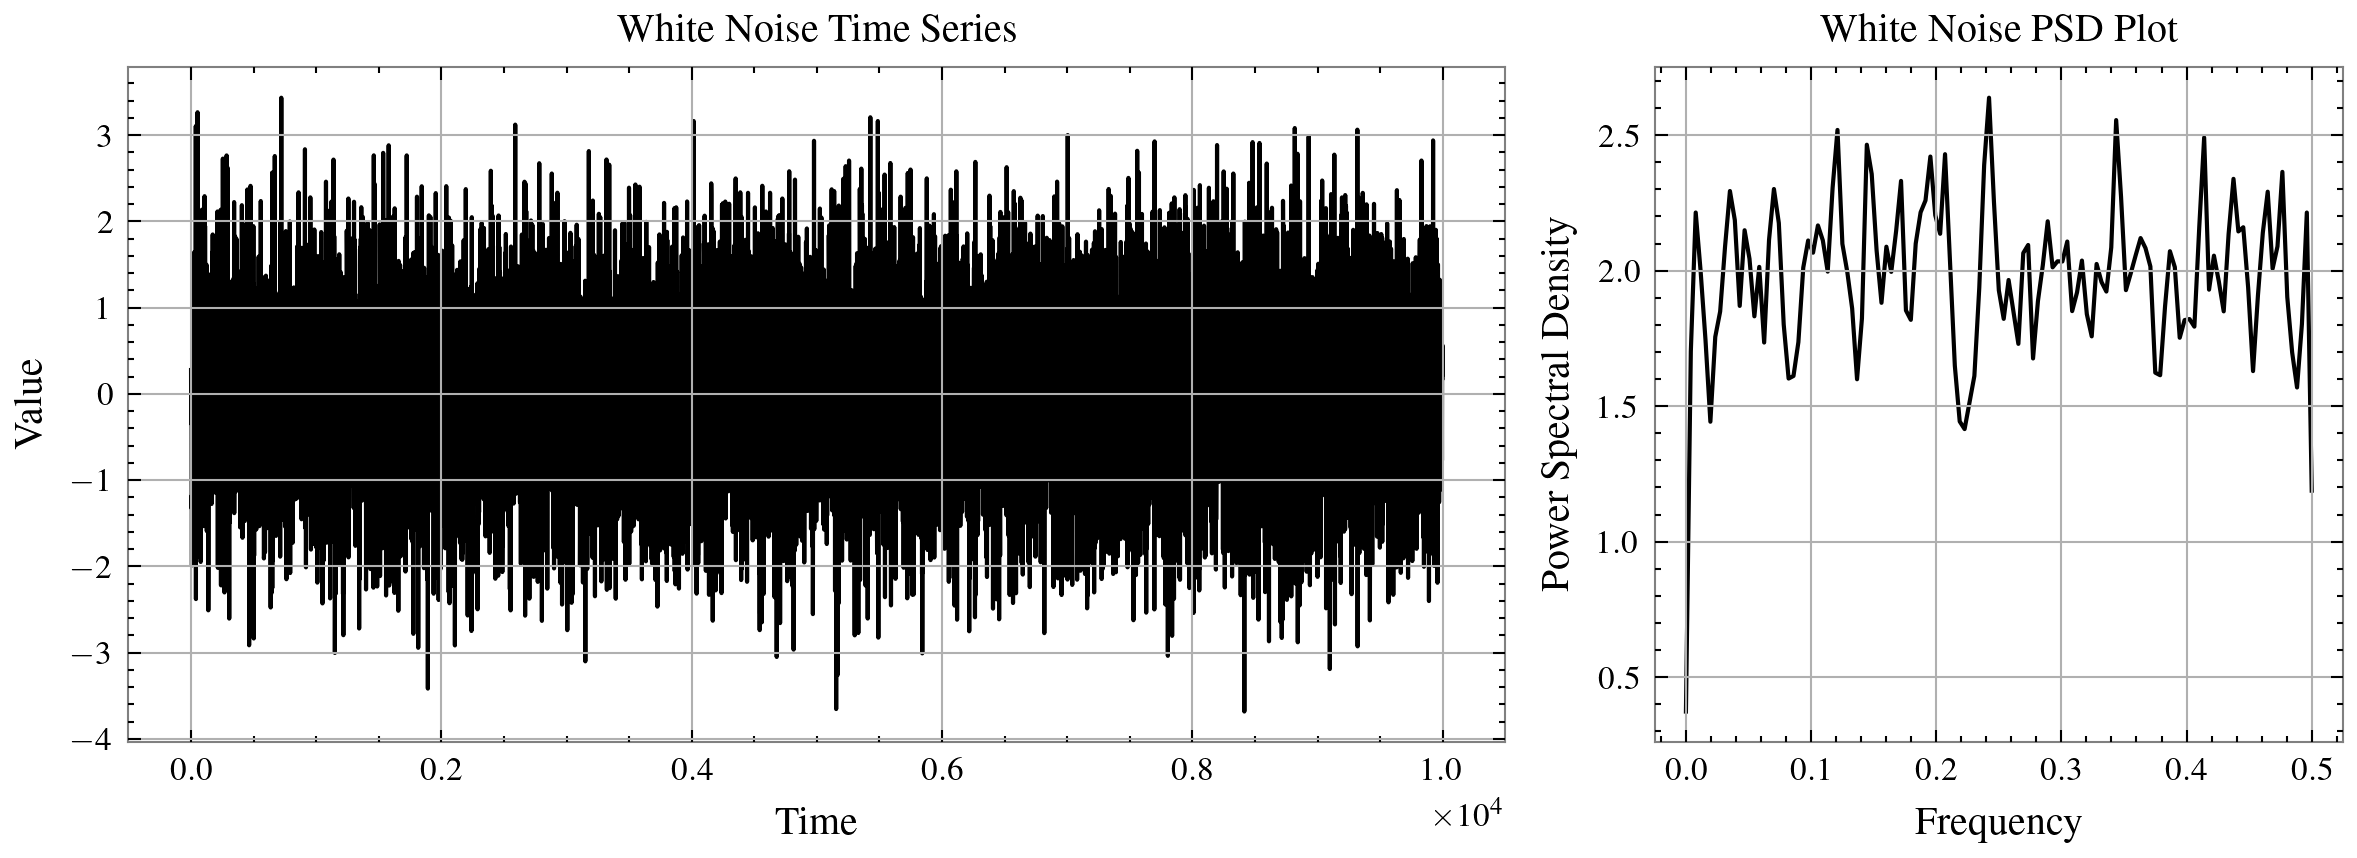 White Noise Time Series
Value
3
2
1
0
−1
−2
−3
−4
0.0 0.2 0.4 0.6 0.8 1.0
×10⁴
Time
White Noise PSD Plot
Power Spectral Density
2.5
2.0
1.5
1.0
0.5
0.0 0.1 0.2 0.3 0.4 0.5
Frequency